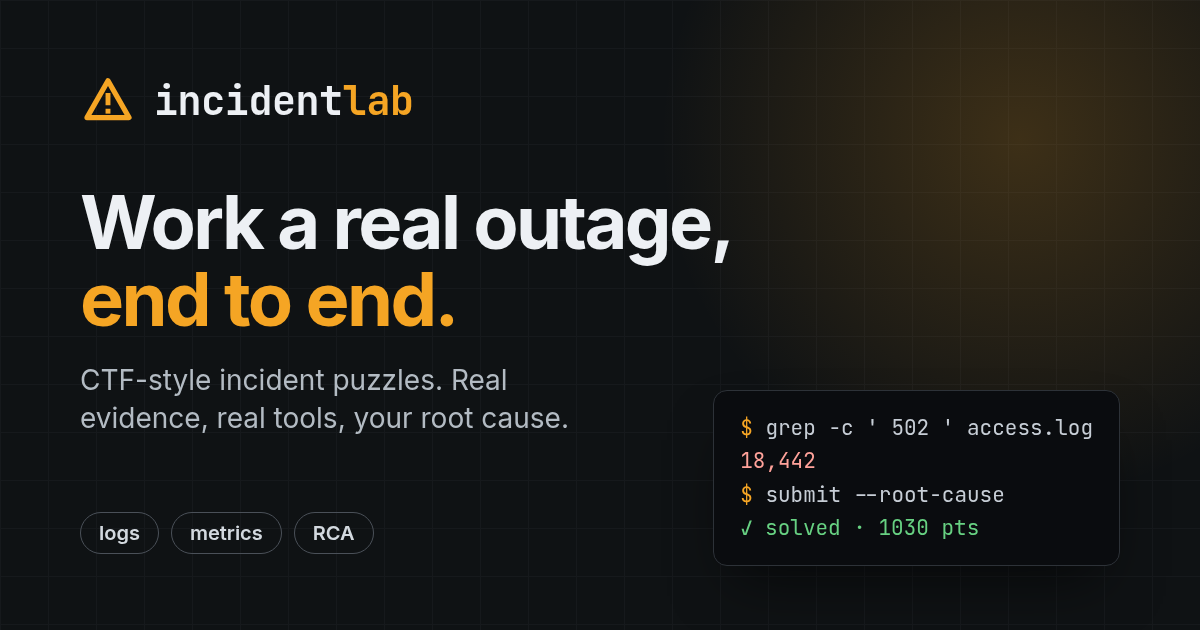 incidentlab
Work a real outage,
end to end.
CTF-style incident puzzles. Real
evidence, real tools, your root cause.
$ grep -c ' 502 ' access.log
18,442
$ submit --root-cause
✓ solved · 1030 pts
logs
metrics
RCA